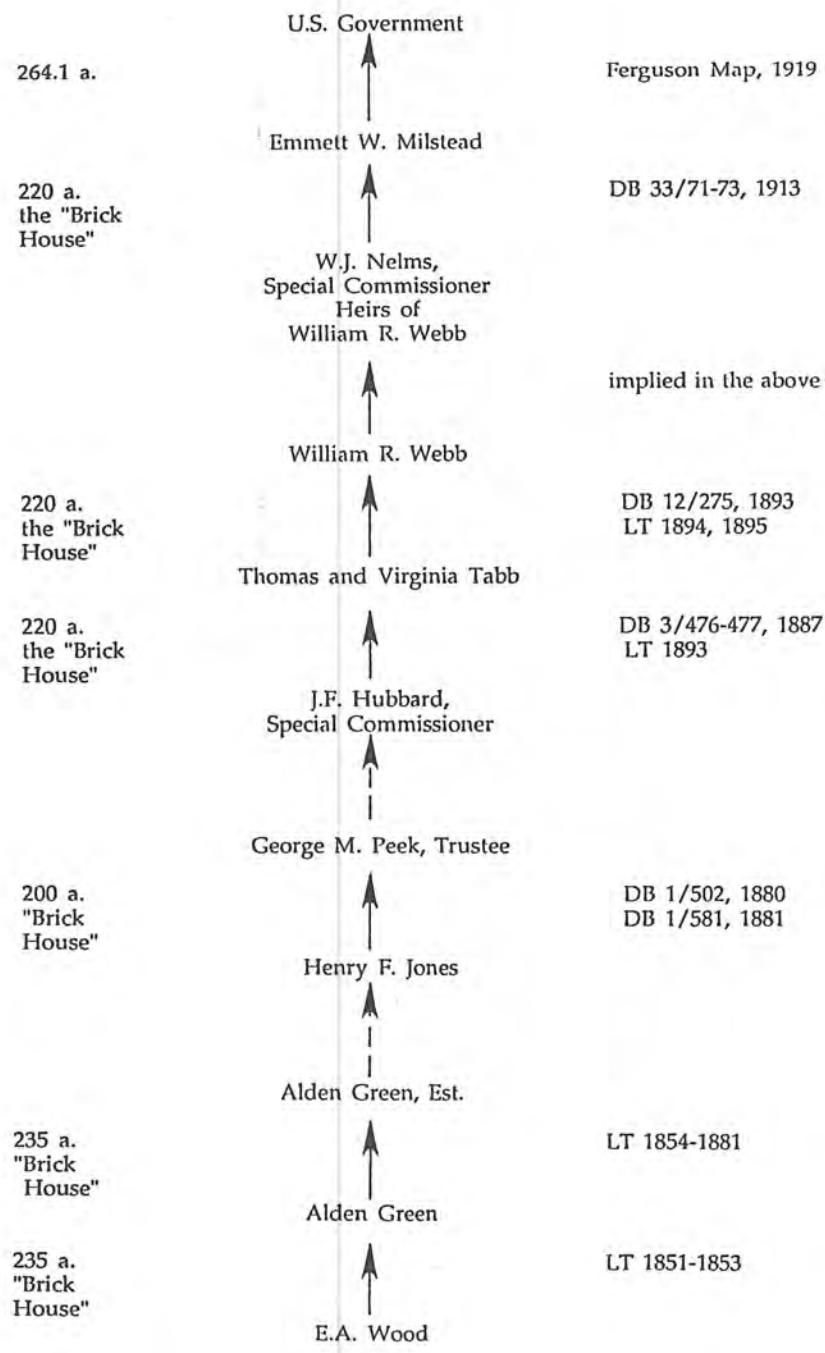 U.S. Government
264.1 a.
Ferguson Map, 1919
Emmett W. Milstead
220 a.
the "Brick
House"
DB 33/71-73, 1913
W.J. Nelms,
Special Commissioner
Heirs of
William R. Webb
implied in the above
William R. Webb
220 a.
the "Brick
House"
DB 12/275, 1893
LT 1894, 1895
Thomas and Virginia Tabb
220 a.
the "Brick
House"
DB 3/476-477, 1887
LT 1893
J.F. Hubbard,
Special Commissioner
George M. Peek, Trustee
200 a.
"Brick
House"
DB 1/502, 1880
DB 1/581, 1881
Henry F. Jones
Alden Green, Est.
235 a.
"Brick
House"
LT 1854-1881
Alden Green
235 a.
"Brick
House"
LT 1851-1853
E.A. Wood